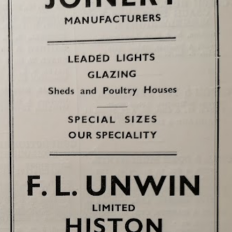 JOINERY
MANUFACTURERS
LEADED LIGHTS
GLAZING
Sheds and Poultry Houses
SPECIAL SIZES
OUR SPECIALITY
F. L. UNWIN
LIMITED
HISTON